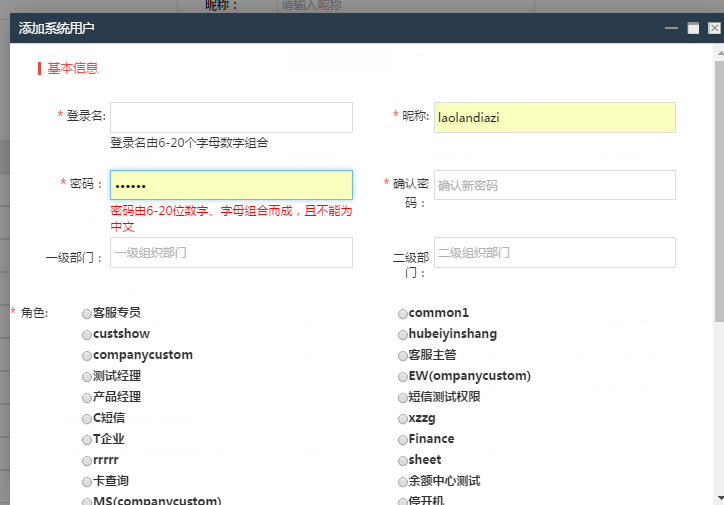 昵称： 请输入昵称
添加系统用户
基本信息
* 登录名: * 昵称: laolandiazi
登录名由6-20个字母数字组合
* 密码： •••••• * 确认密码： 确认新密码
密码由6-20位数字、字母组合而成，且不能为
中文
一级部门： 一级组织部门 二级部门： 二级组织部门
* 角色: 客服专员 common1
custshow hubeiyinshang
companycustom 客服主管
测试经理 EW(ompanycustom)
产品经理 短信测试权限
C短信 xzzg
T企业 Finance
rrrrr sheet
卡查询 余额中心测试
MS(companycustom) 停开机